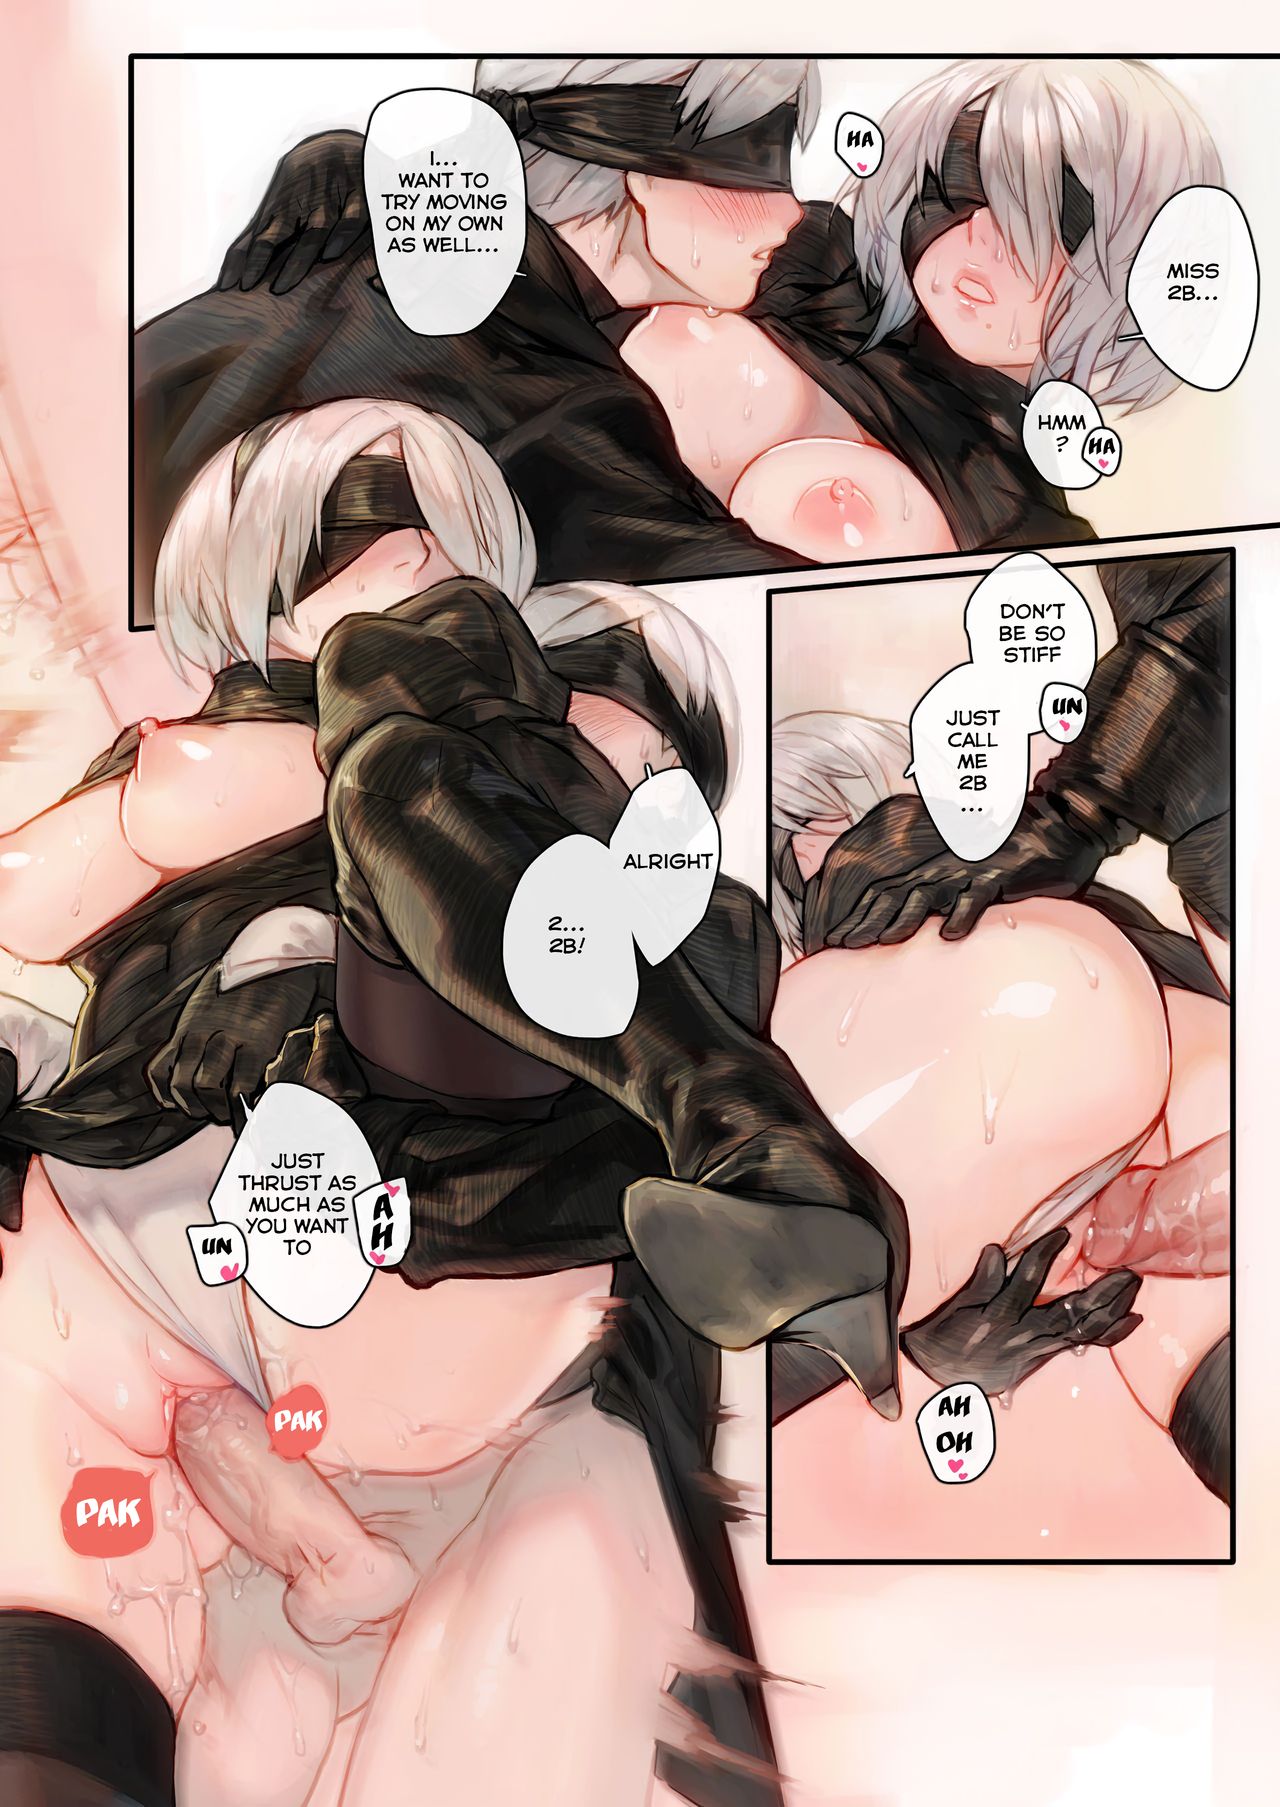 MISS
2B...
HA
HMM
?
HA
I...
WANT TO
TRY MOVING
ON MY OWN
AS WELL...
DON'T
BE SO
STIFF
UN
JUST
CALL
ME
2B
...
AH
OH
ALRIGHT
2...
2B!
JUST
THRUST AS
MUCH AS
YOU WANT
TO
AH
UN
PAK
PAK